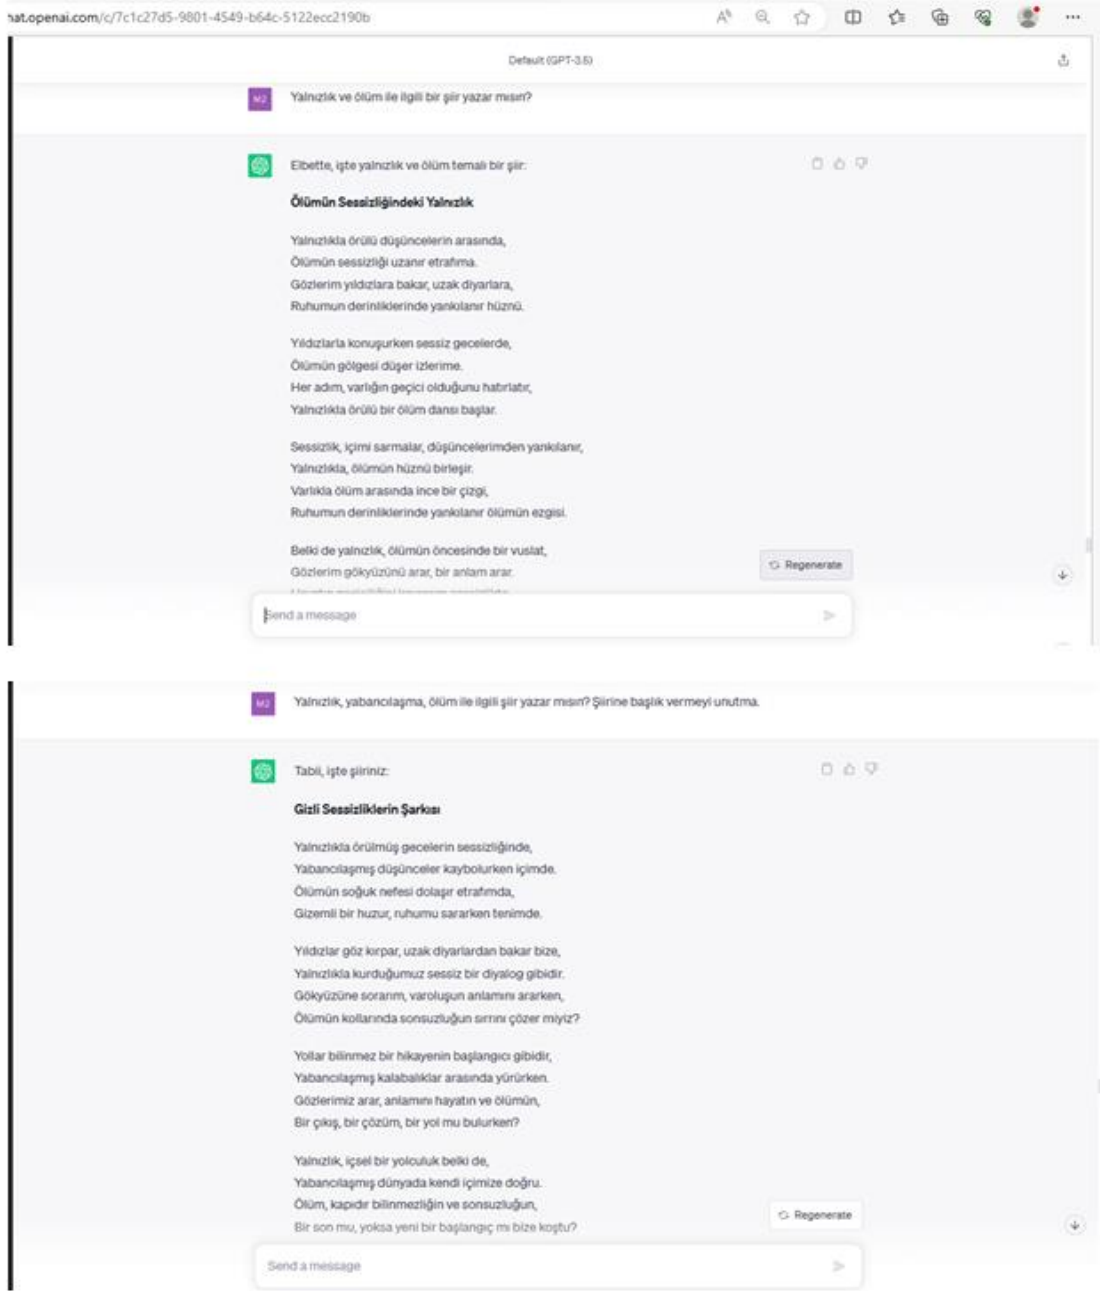 hat.openai.com/c/7c1c27d5-9801-4549-b64c-5122ecc2190b
Default (GPT-3.5)
MZ Yalnızlık ve ölüm ile ilgili bir şiir yazar mısın?
Elbette, işte yalnızlık ve ölüm temalı bir şiir:
Ölümün Sessizliğindeki Yalnızlık
Yalnızlıkla örülü düşüncelerin arasında,
Ölümün sessizliği uzanır etrafıma.
Gözlerim yıldızlara bakar, uzak diyarlara,
Ruhumun derinliklerinde yankılanır hüznü.
Yıldızlarla konuşurken sessiz gecelerde,
Ölümün gölgesi düşer izlerime.
Her adım, varlığın geçici olduğunu hatırlatır,
Yalnızlıkla örülü bir ölüm dansı başlar.
Sessizlik, içimi sarmalar, düşüncelerimden yankılanır,
Yalnızlıkla, ölümün hüznü birleşir.
Varlıkla ölüm arasında ince bir çizgi,
Ruhumun derinliklerinde yankılanır ölümün ezgisi.
Belki de yalnızlık, ölümün öncesinde bir vuslat,
Gözlerim gökyüzünü arar, bir anlam arar.
Regenerate
Send a message
MZ Yalnızlık, yabancılaşma, ölüm ile ilgili şiir yazar mısın? Şiirine başlık vermeyi unutma.
Tabii, işte şiiriniz:
Gizli Sessizliklerin Şarkısı
Yalnızlıkla örülmüş gecelerin sessizliğinde,
Yabancılaşmış düşünceler kaybolurken içimde.
Ölümün soğuk nefesi dolaşır etrafımda,
Gizemli bir huzur, ruhumu sararken tenimde.
Yıldızlar göz kırpar, uzak diyarlardan bakar bize,
Yalnızlıkla kurduğumuz sessiz bir diyalog gibidir.
Gökyüzüne sorarım, varoluşun anlamını ararken,
Ölümün kollarında sonsuzluğun sırrını çözer miyiz?
Yollar bilinmez bir hikayenin başlangıcı gibidir,
Yabancılaşmış kalabalıklar arasında yürürken.
Gözlerimiz arar, anlamını hayatın ve ölümün,
Bir çıkış, bir çözüm, bir yol mu bulurken?
Yalnızlık, içsel bir yolculuk belki de,
Yabancılaşmış dünyada kendi içimize doğru.
Ölüm, kapıdır bilinmezliğin ve sonsuzluğun,
Bir son mu, yoksa yeni bir başlangıç mı bize koştu?
Regenerate
Send a message